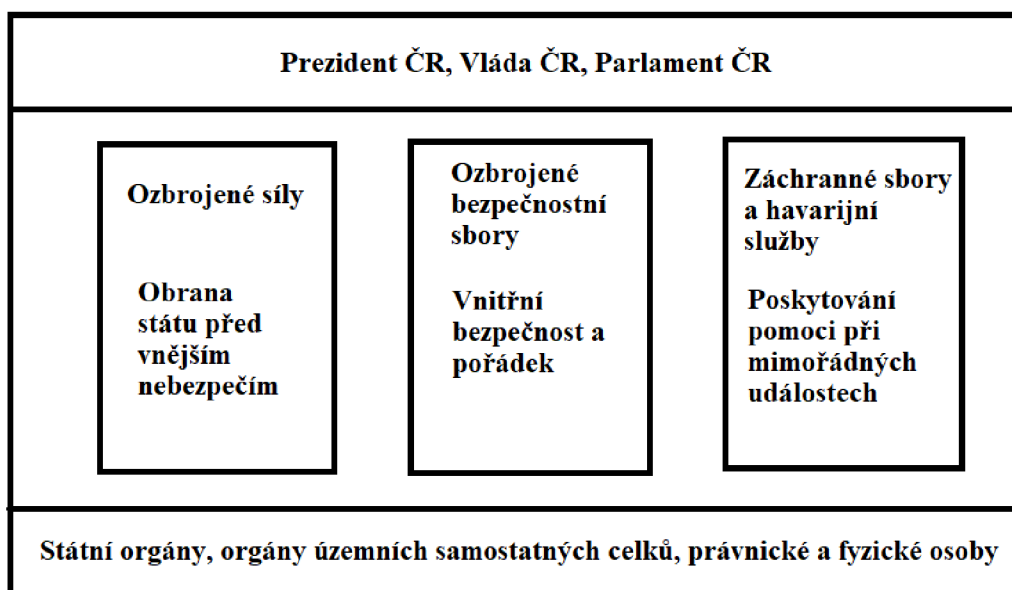 Prezident ČR, Vláda ČR, Parlament ČR
Ozbrojené síly
Obrana
státu před
vnějším
nebezpečím
Ozbrojené
bezpečnostní
sbory
Vnitřní
bezpečnost a
pořádek
Záchranné sbory
a havarijní
služby
Poskytování
pomoci při
mimořádných
událostech
Státní orgány, orgány územních samostatných celků, právnické a fyzické osoby